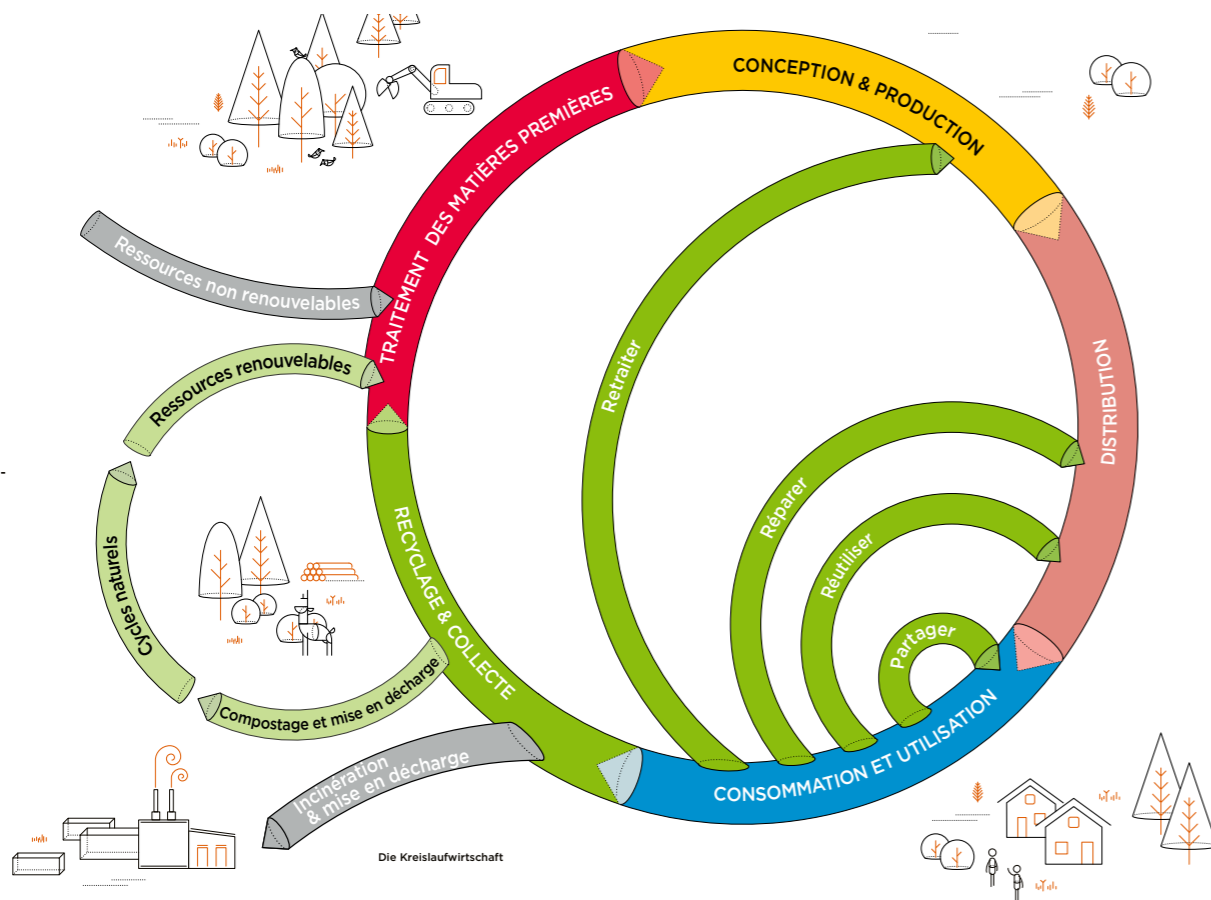 CONCEPTION & PRODUCTION
TRAITEMENT DES MATIÈRES PREMIÈRES
Ressources non renouvelables
Retraiter
Ressources renouvelables
DISTRIBUTION
-
Réparer
Réutiliser
Cycles naturels
RECYCLAGE & COLLECTE
Partager
Compostage et mise en décharge
CONSOMMATION ET UTILISATION
Incinération
& mise en décharge
Die Kreislaufwirtschaft